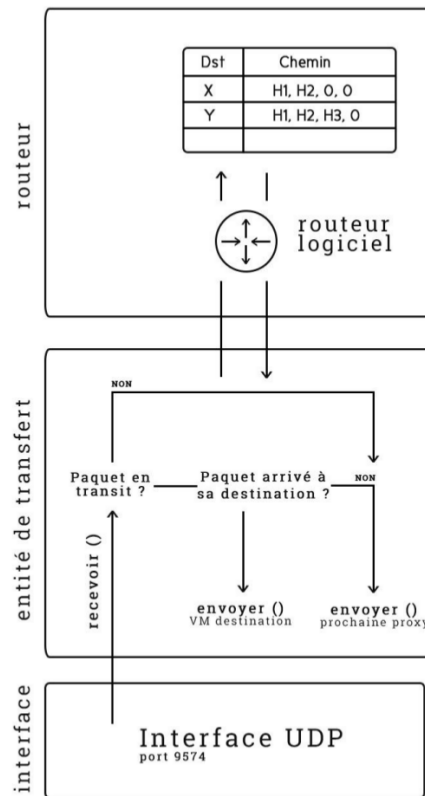 routeur
Dst Chemin
X H1, H2, 0, 0
Y H1, H2, H3, 0
routeur
logiciel
entité de transfert
NON
Paquet en
transit ?
Paquet arrivé à
sa destination ?
NON
recevoir ()
envoyer ()
VM destination
envoyer ()
prochaine proxy
interface
Interface UDP
port 9574